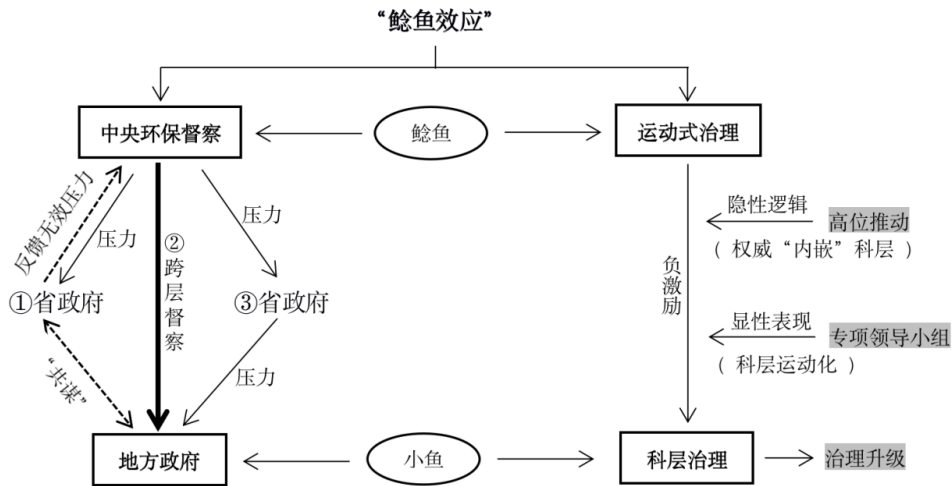 “鲶鱼效应”
中央环保督察
鲶鱼
运动式治理
反馈无效压力
压力
②跨层督察
压力
隐性逻辑
高位推动
（权威“内嵌”科层）
①省政府
③省政府
负激励
显性表现
专项领导小组
（科层运动化）
“共谋”
压力
地方政府
小鱼
科层治理
治理升级